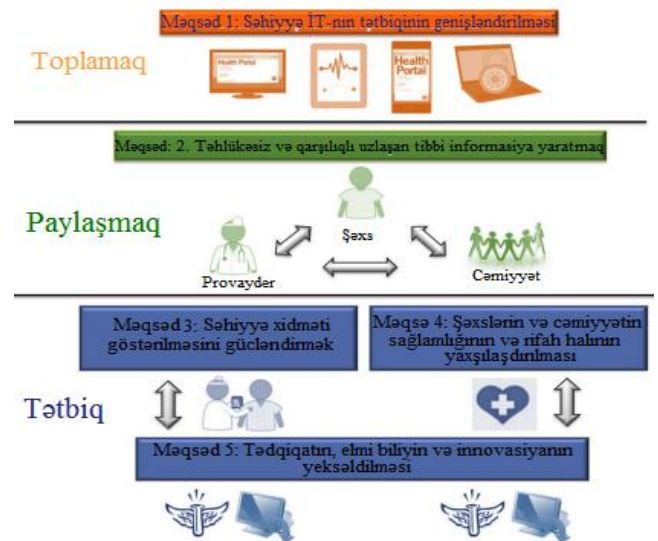 Məqsəd 1: Səhiyyə İT-nın tətbiqinin genişləndirilməsi
Toplamaq
Health Portal
Health
Portal
Məqsəd: 2. Təhlükəsiz və qarşılıqlı uzlaşan tibbi informasiya yaratmaq
Paylaşmaq
Şəxs
Provayder
Cəmiyyət
Məqsəd 3: Səhiyyə xidməti
göstərilməsini gücləndirmək
Məqsə 4: Şəxslərin və cəmiyyətin
sağlamlığının və rifah halının
yaxşılaşdırılması
Tətbiq
Məqsəd 5: Tədqiqatın, elmi biliyin və innovasiyanın
yeksəldilməsi